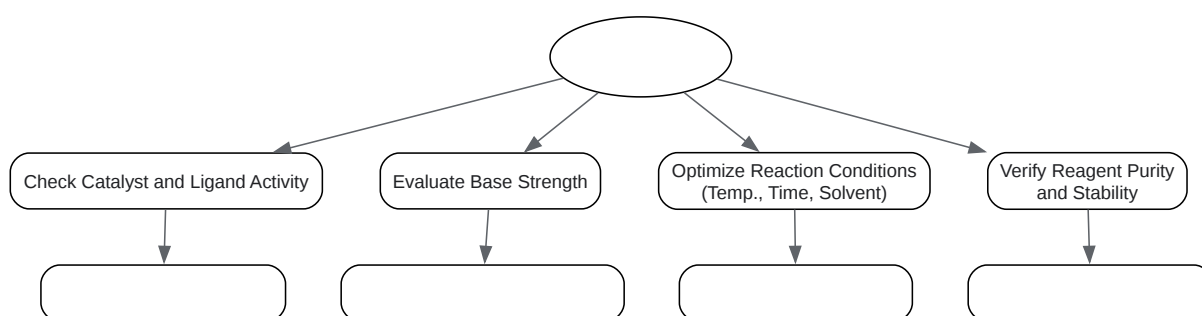 Check Catalyst and Ligand Activity
Evaluate Base Strength
Optimize Reaction Conditions
(Temp., Time, Solvent)
Verify Reagent Purity
and Stability